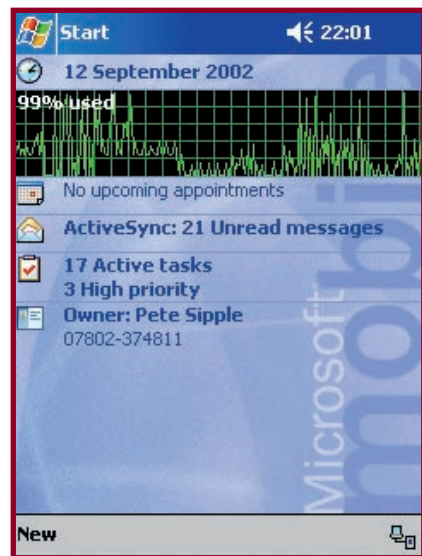 Start 22:01
12 September 2002
99% used
No upcoming appointments
ActiveSync: 21 Unread messages
17 Active tasks
3 High priority
Owner: Pete Sipple
07802-374811
Microsoft
mobile
New